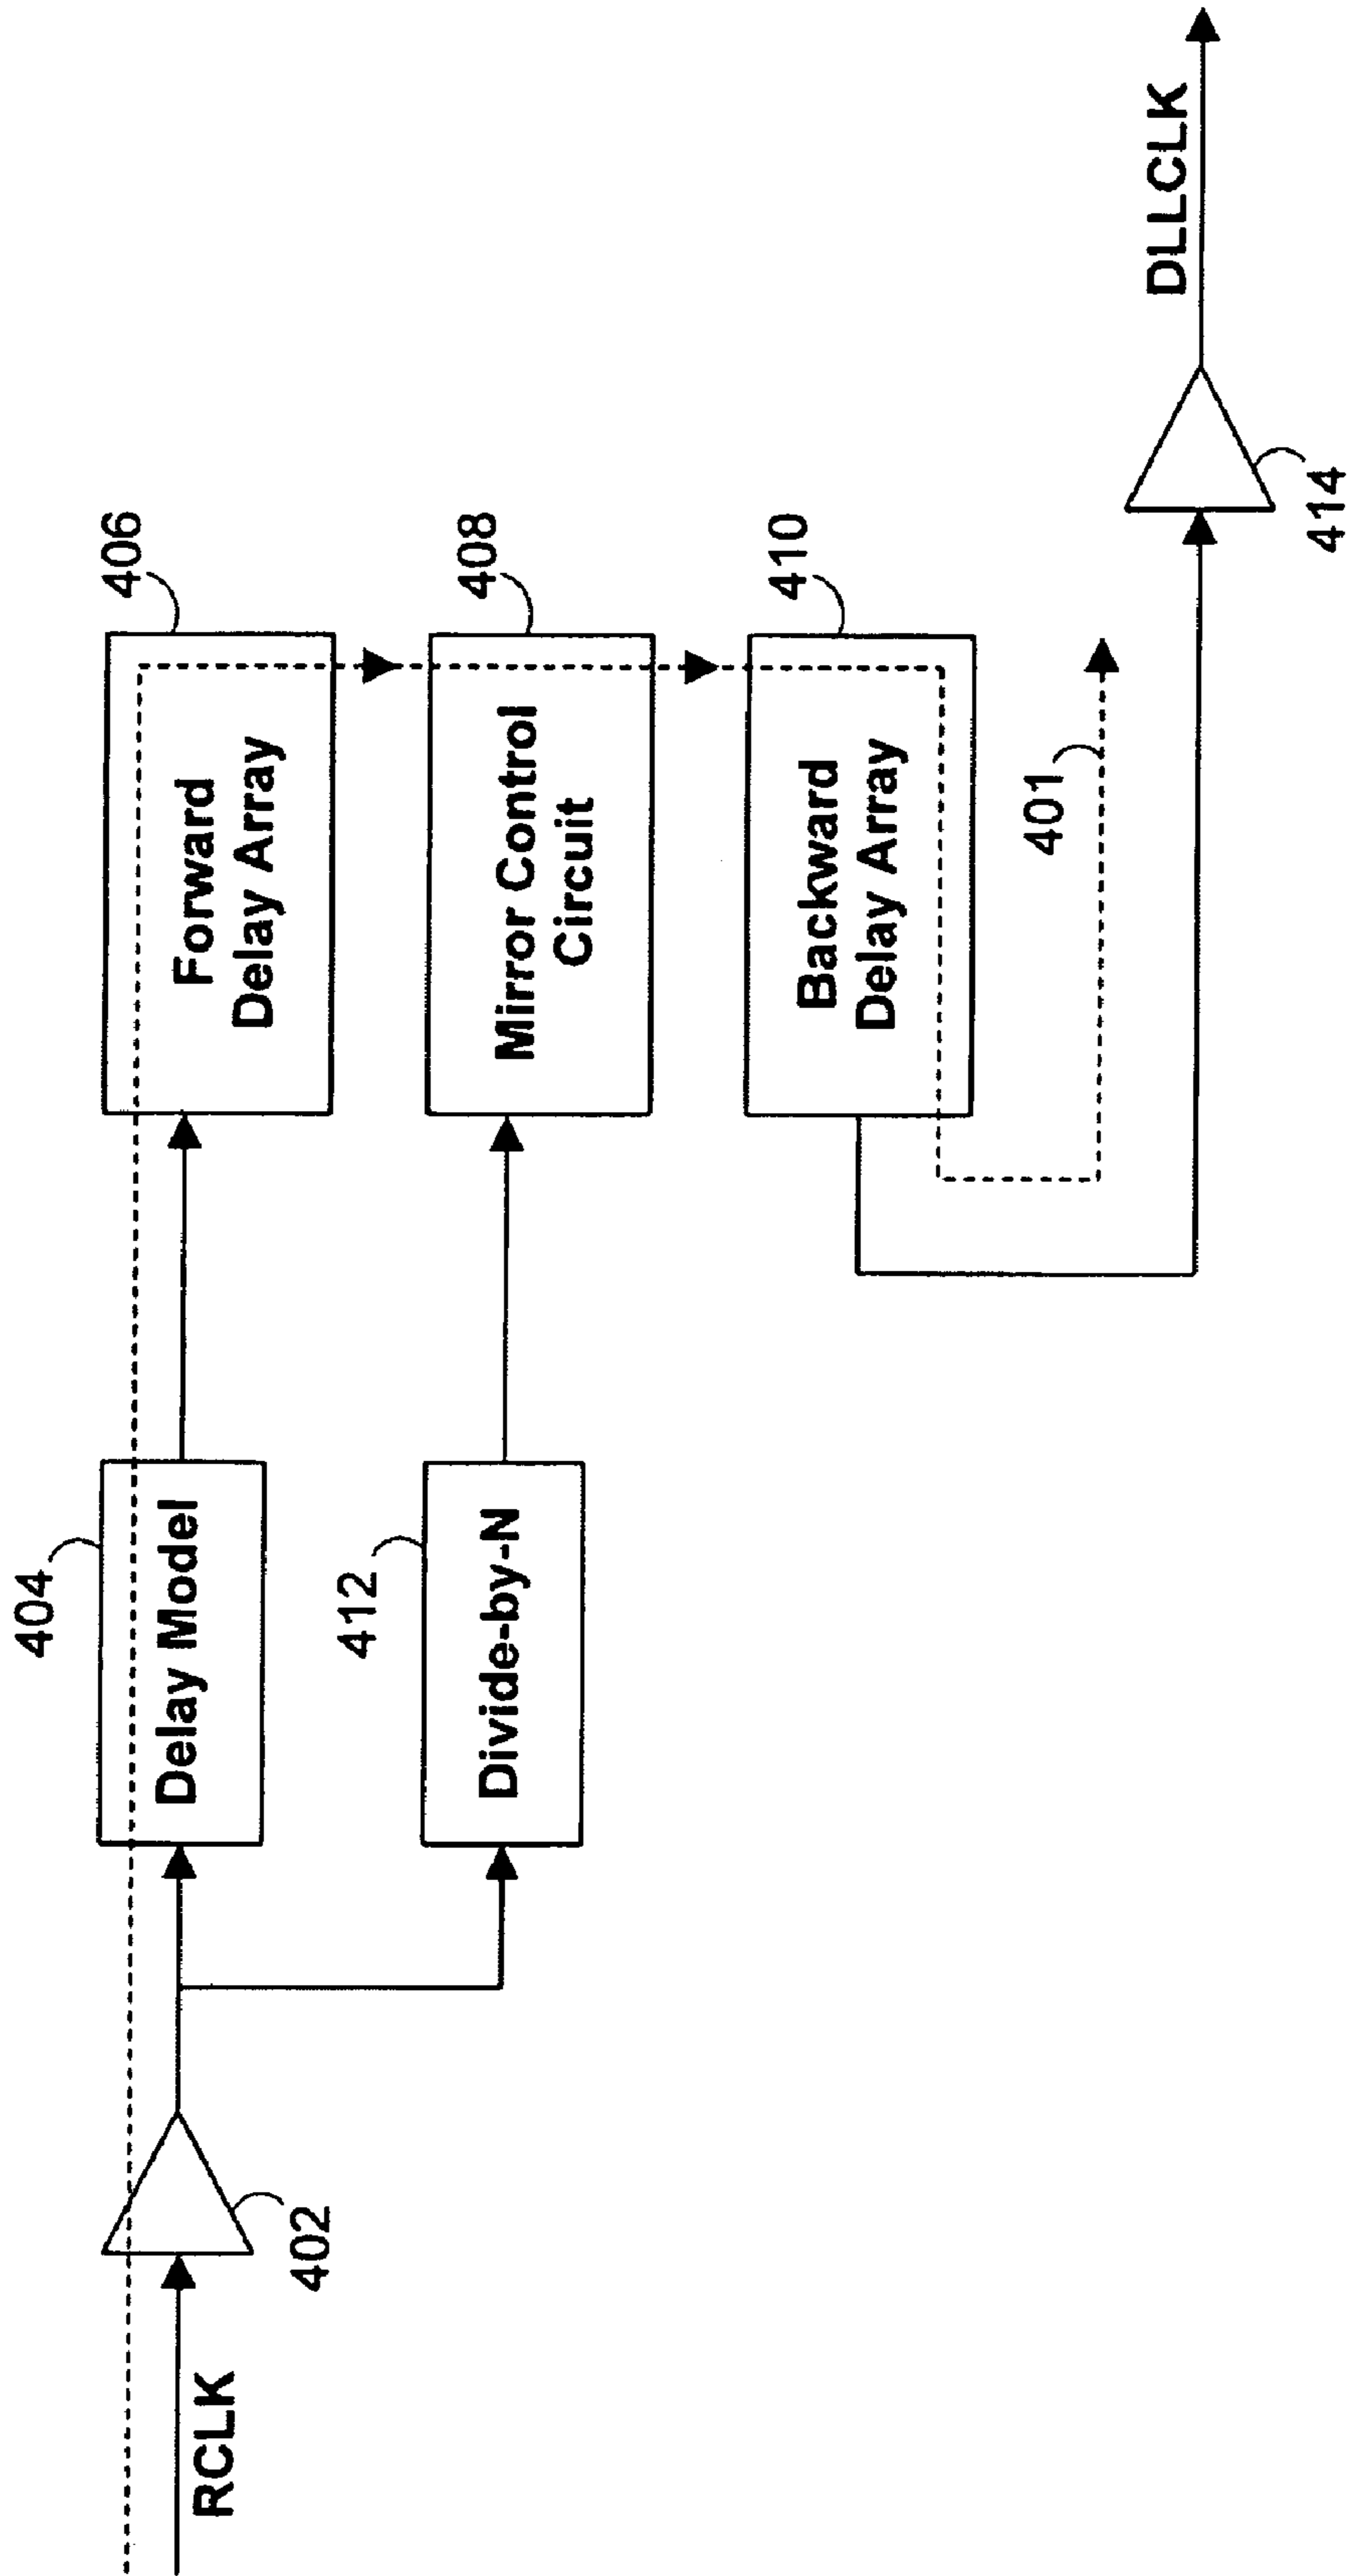 RCLK
402
404
Delay Model
412
Divide-by-N
406
Forward
Delay Array
408
Mirror Control
Circuit
410
Backward
Delay Array
401
414
DLLCLK